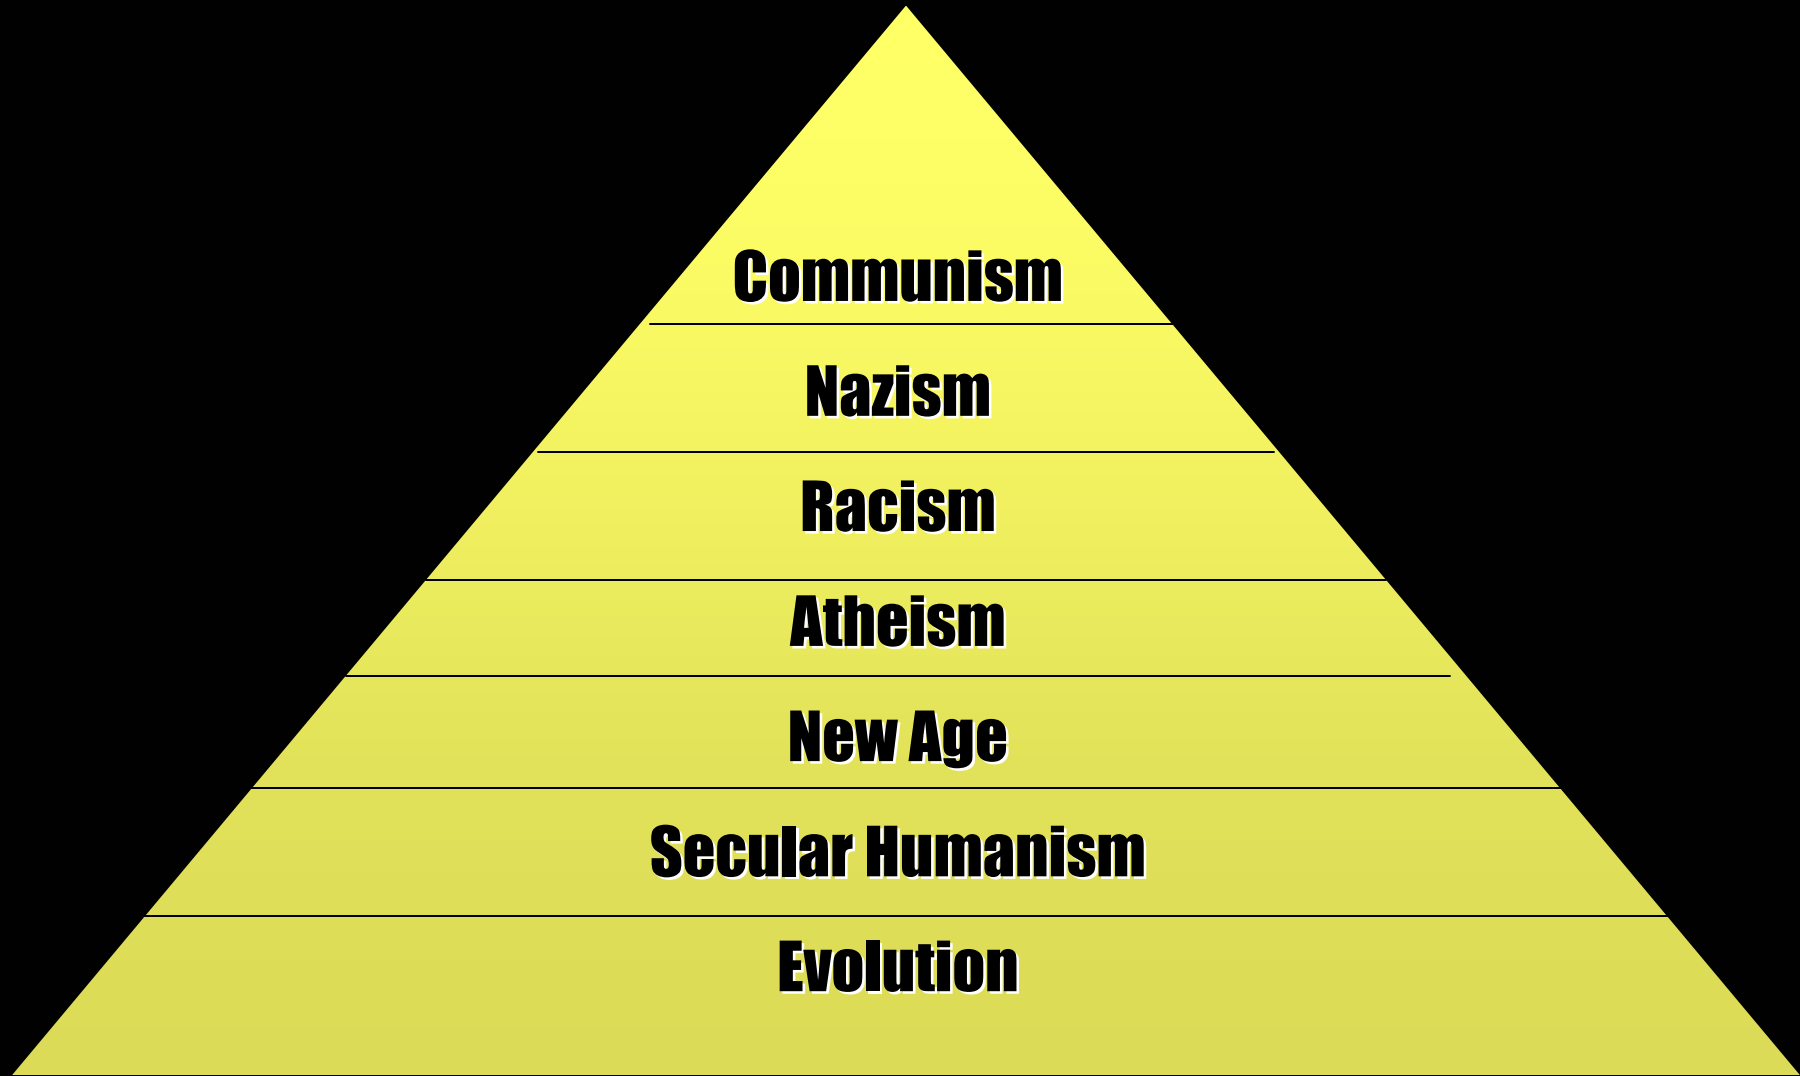 Communism
Nazism
Racism
Atheism
New Age
Secular Humanism
Evolution